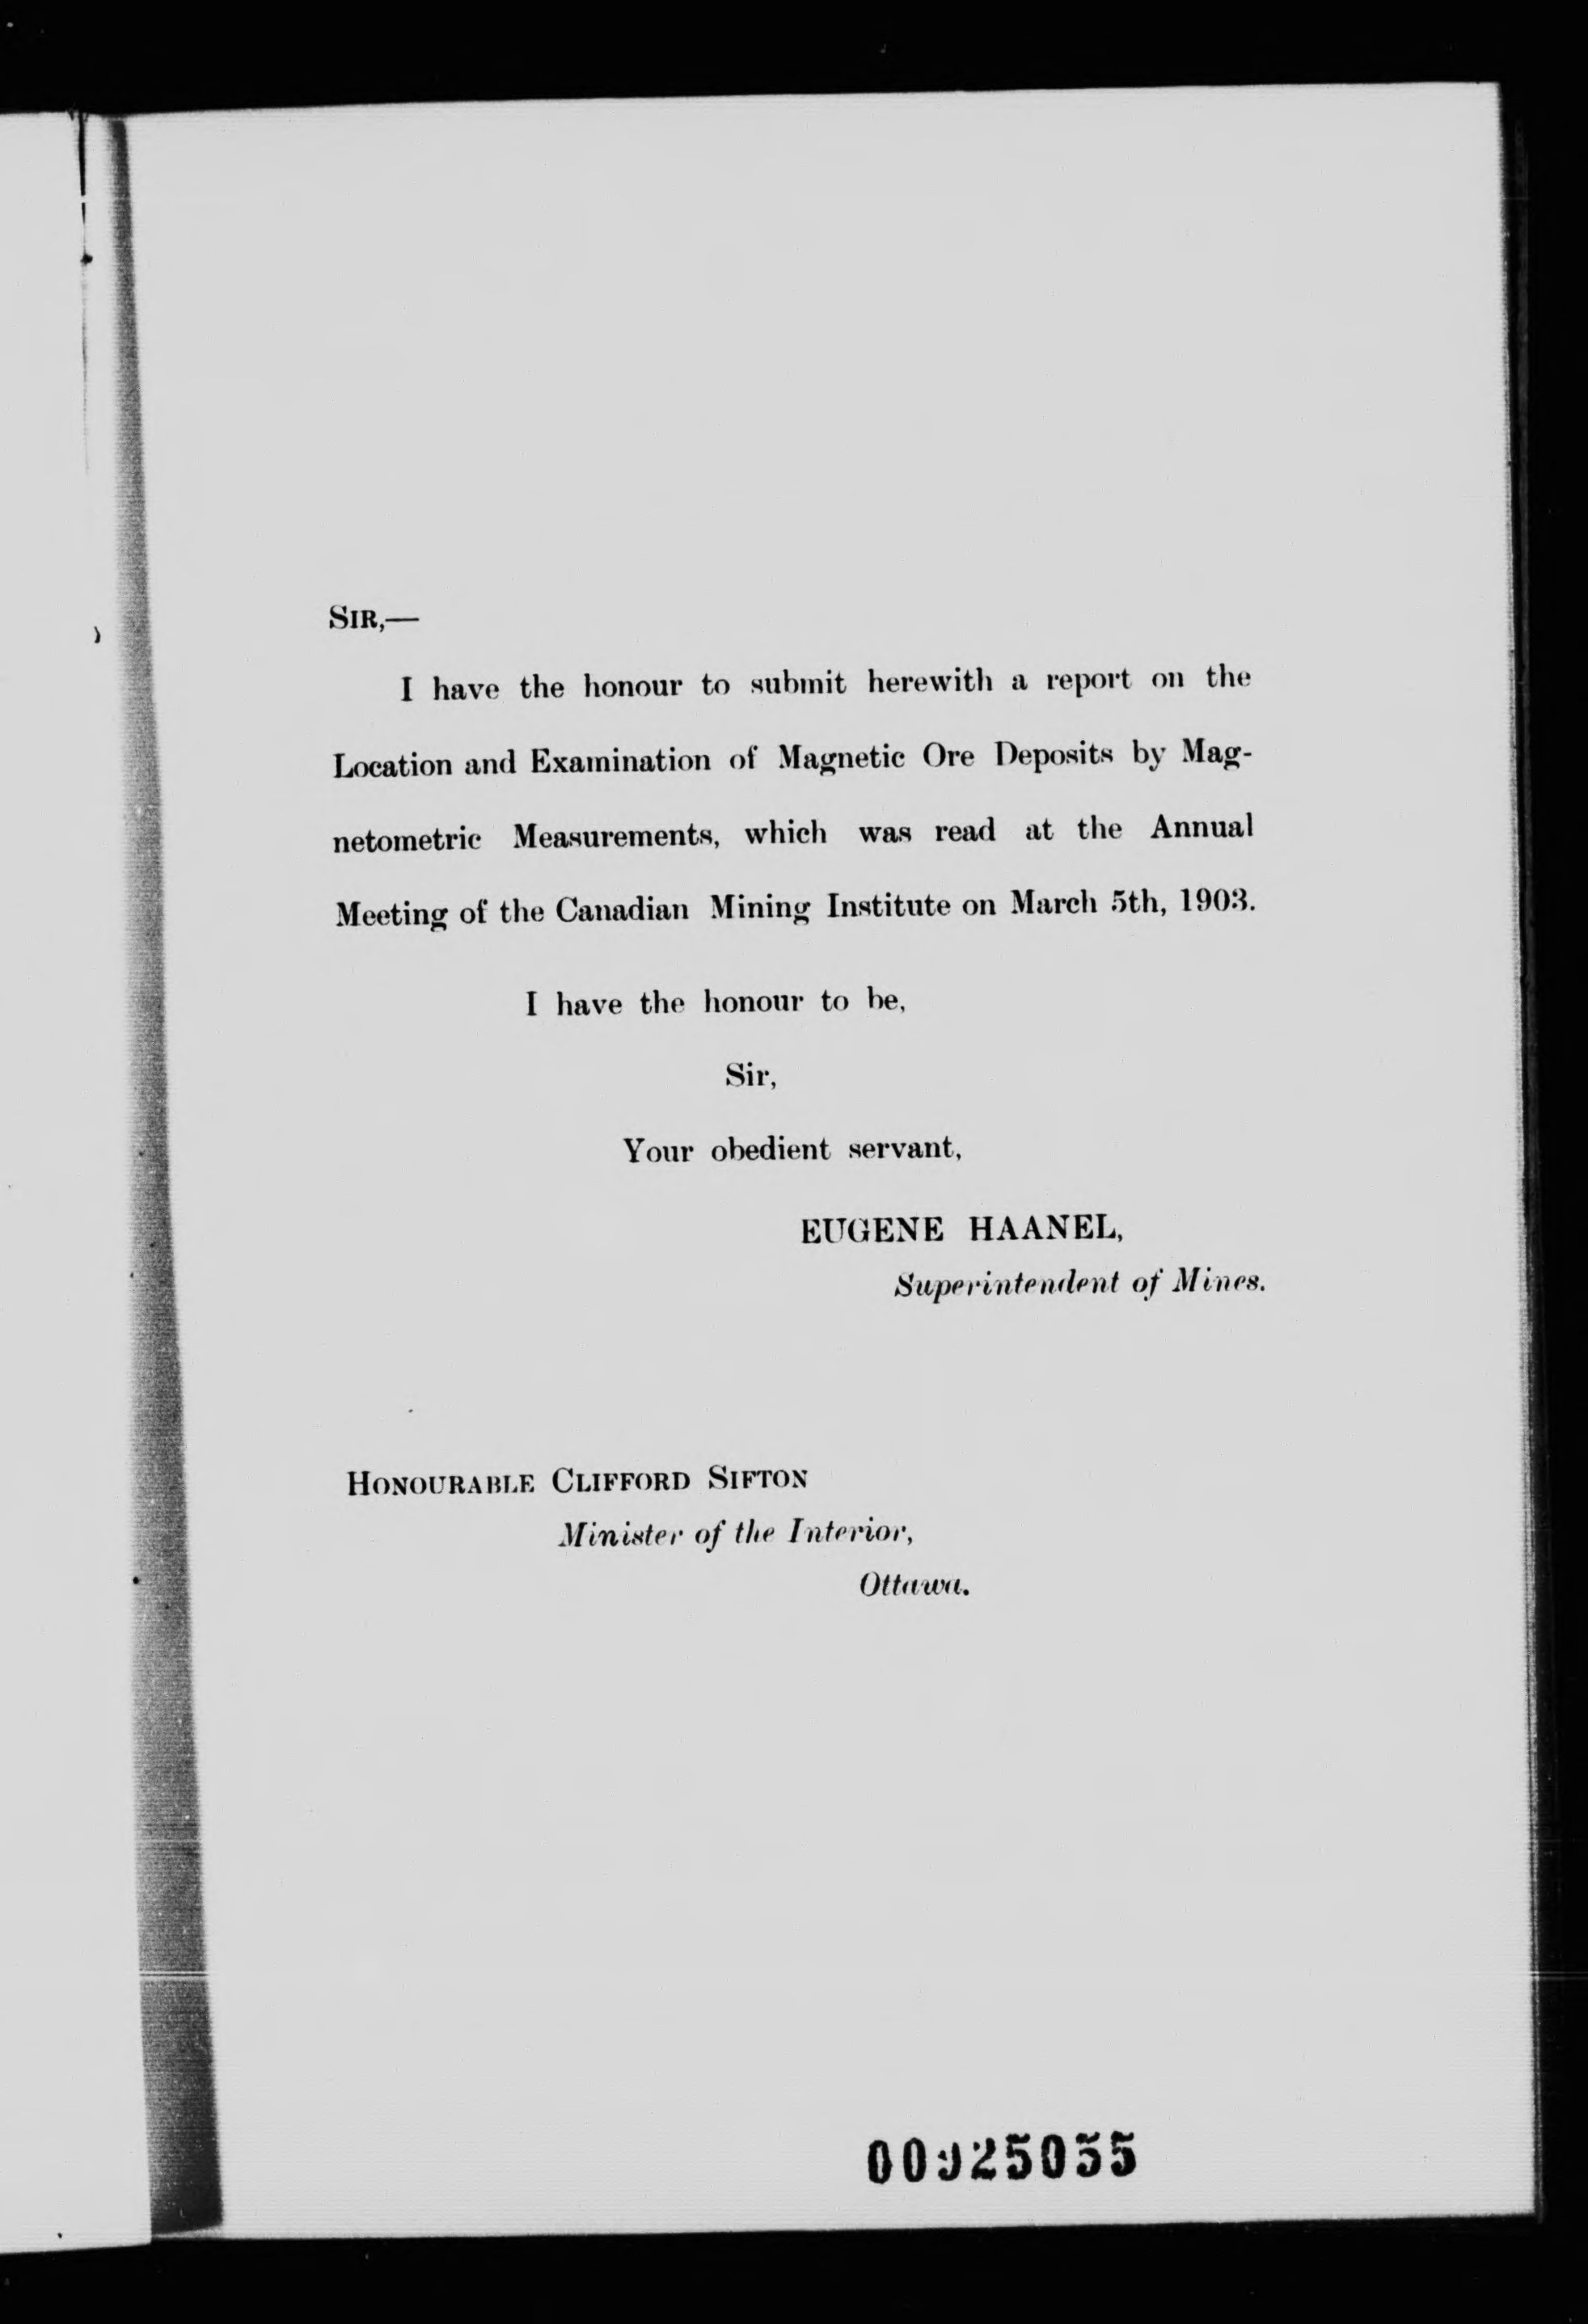 SIR,—
I have the honour to submit herewith a report on the
Location and Examination of Magnetic Ore Deposits by Mag-
netometric Measurements, which was read at the Annual
Meeting of the Canadian Mining Institute on March 5th, 1903.
I have the honour to be,
Sir,
Your obedient servant,
EUGENE HAANEL,
Superintendent of Mines.
HONOURABLE CLIFFORD SIFTON
Minister of the Interior,
Ottawa.